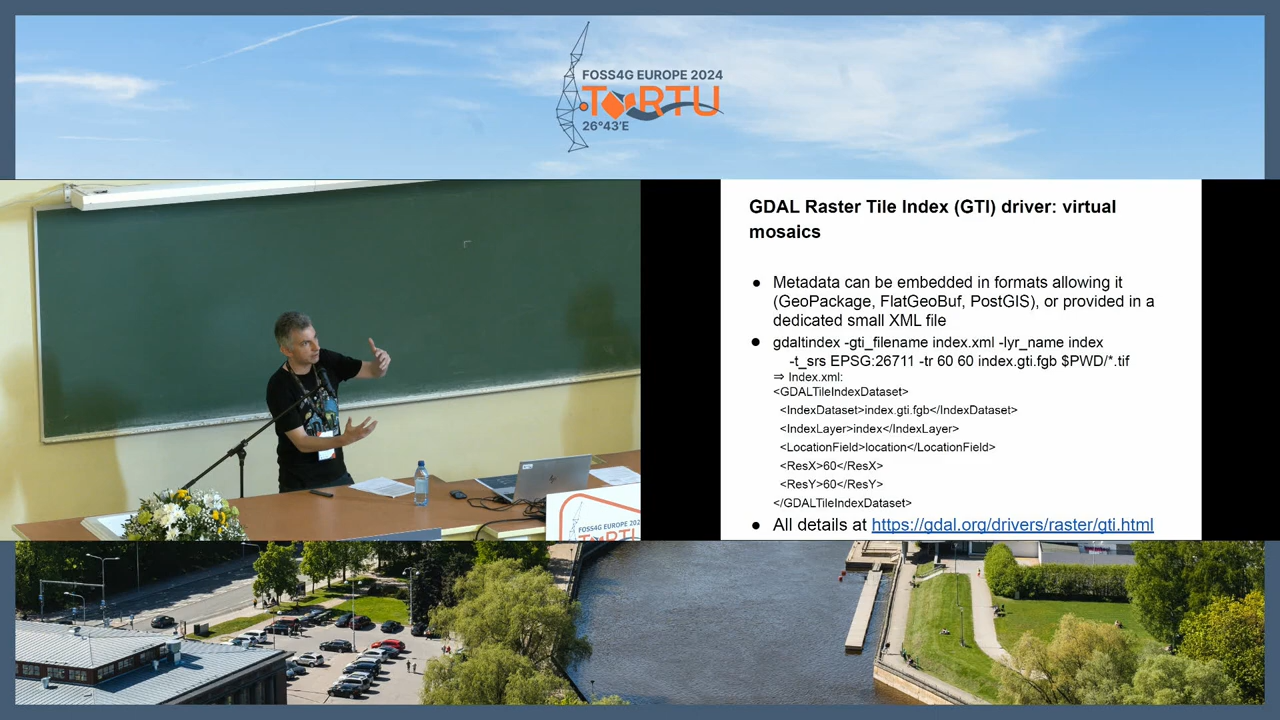 FOSS4G EUROPE 2024
TARTU
26°43'E
GDAL Raster Tile Index (GTI) driver: virtual
mosaics
● Metadata can be embedded in formats allowing it
(GeoPackage, FlatGeoBuf, PostGIS), or provided in a
dedicated small XML file
● gdaltindex -gti_filename index.xml -lyr_name index
-t_srs EPSG:26711 -tr 60 60 index.gti.fgb $PWD/*.tif
⇒ Index.xml:
<GDALTileIndexDataset>
<IndexDataset>index.gti.fgb</IndexDataset>
<IndexLayer>index</IndexLayer>
<LocationField>location</LocationField>
<ResX>60</ResX>
<ResY>60</ResY>
</GDALTileIndexDataset>
● All details at https://gdal.org/drivers/raster/gti.html
FOSS4G EUROPE 202
TARTU